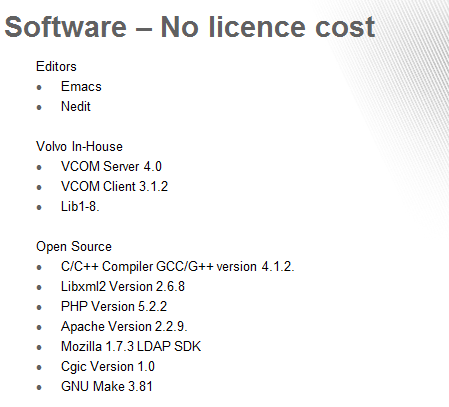 Software – No licence cost
Editors
• Emacs
• Nedit
Volvo In-House
• VCOM Server 4.0
• VCOM Client 3.1.2
• Lib1-8.
Open Source
• C/C++ Compiler GCC/G++ version 4.1.2.
• Libxml2 Version 2.6.8
• PHP Version 5.2.2
• Apache Version 2.2.9.
• Mozilla 1.7.3 LDAP SDK
• Cgic Version 1.0
• GNU Make 3.81